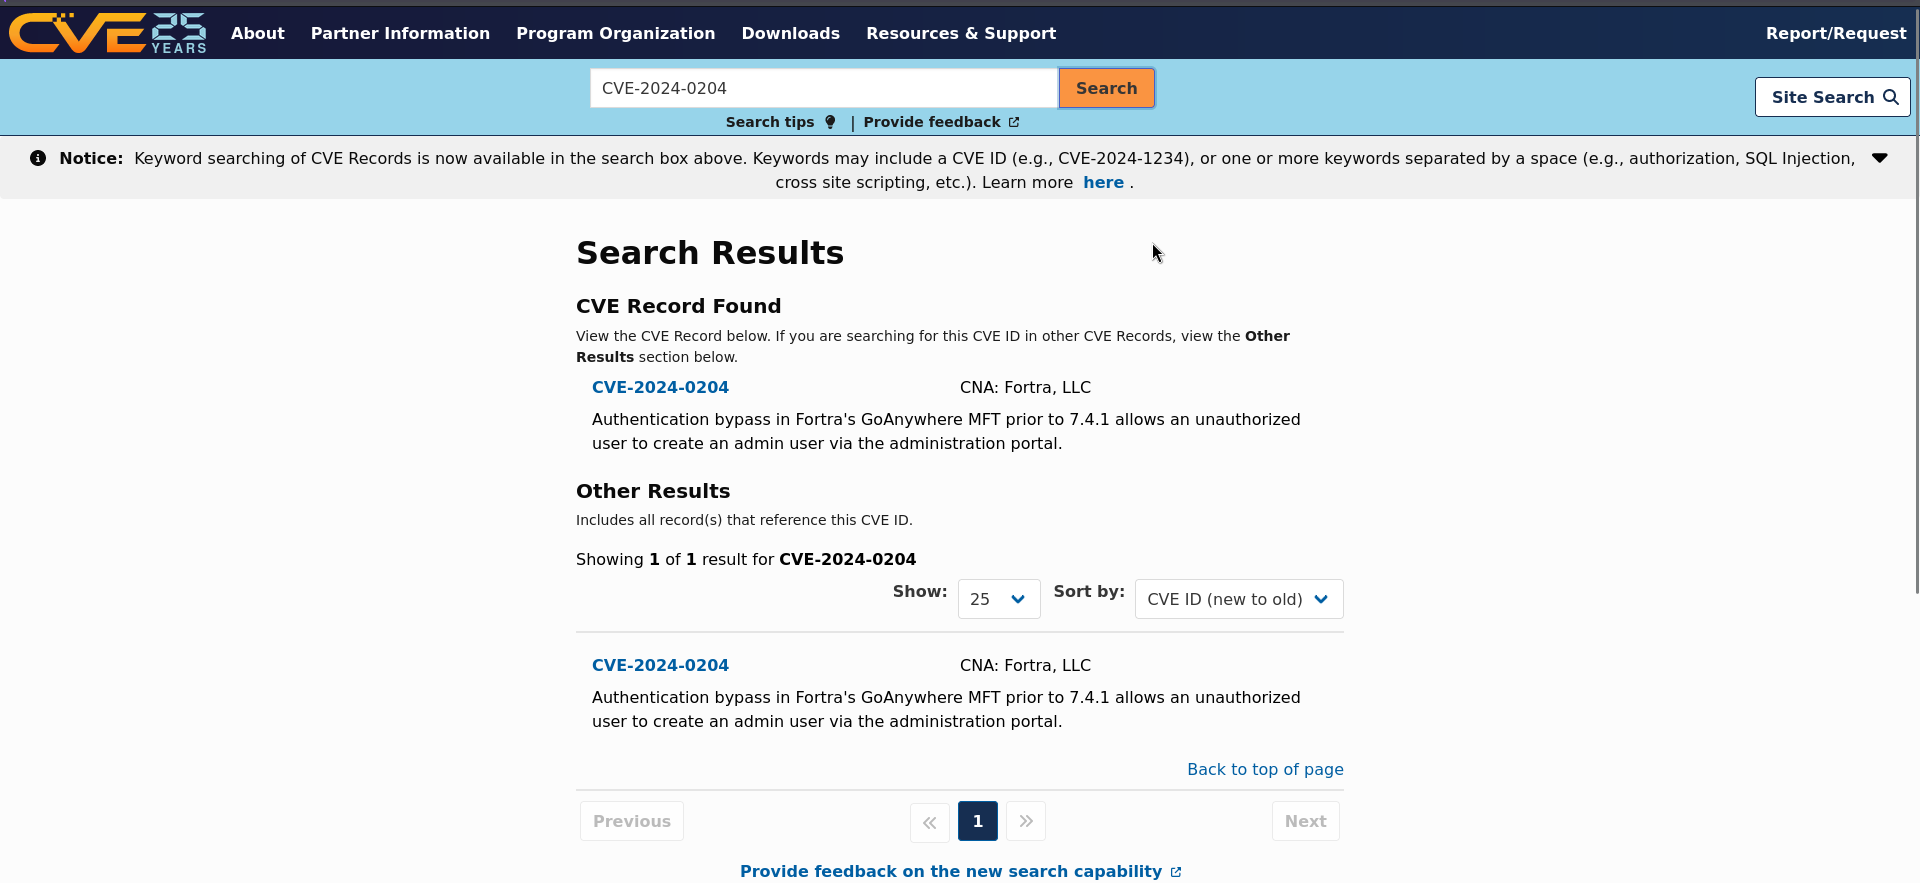 CVE 25 YEARS
About Partner Information Program Organization Downloads Resources & Support Report/Request
CVE-2024-0204 Search
Site Search
Search tips | Provide feedback
Notice: Keyword searching of CVE Records is now available in the search box above. Keywords may include a CVE ID (e.g., CVE-2024-1234), or one or more keywords separated by a space (e.g., authorization, SQL Injection,
cross site scripting, etc.). Learn more here .
Search Results
CVE Record Found
View the CVE Record below. If you are searching for this CVE ID in other CVE Records, view the Other
Results section below.
CVE-2024-0204 CNA: Fortra, LLC
Authentication bypass in Fortra's GoAnywhere MFT prior to 7.4.1 allows an unauthorized
user to create an admin user via the administration portal.
Other Results
Includes all record(s) that reference this CVE ID.
Showing 1 of 1 result for CVE-2024-0204
Show: 25 Sort by: CVE ID (new to old)
CVE-2024-0204 CNA: Fortra, LLC
Authentication bypass in Fortra's GoAnywhere MFT prior to 7.4.1 allows an unauthorized
user to create an admin user via the administration portal.
Back to top of page
Previous « 1 » Next
Provide feedback on the new search capability